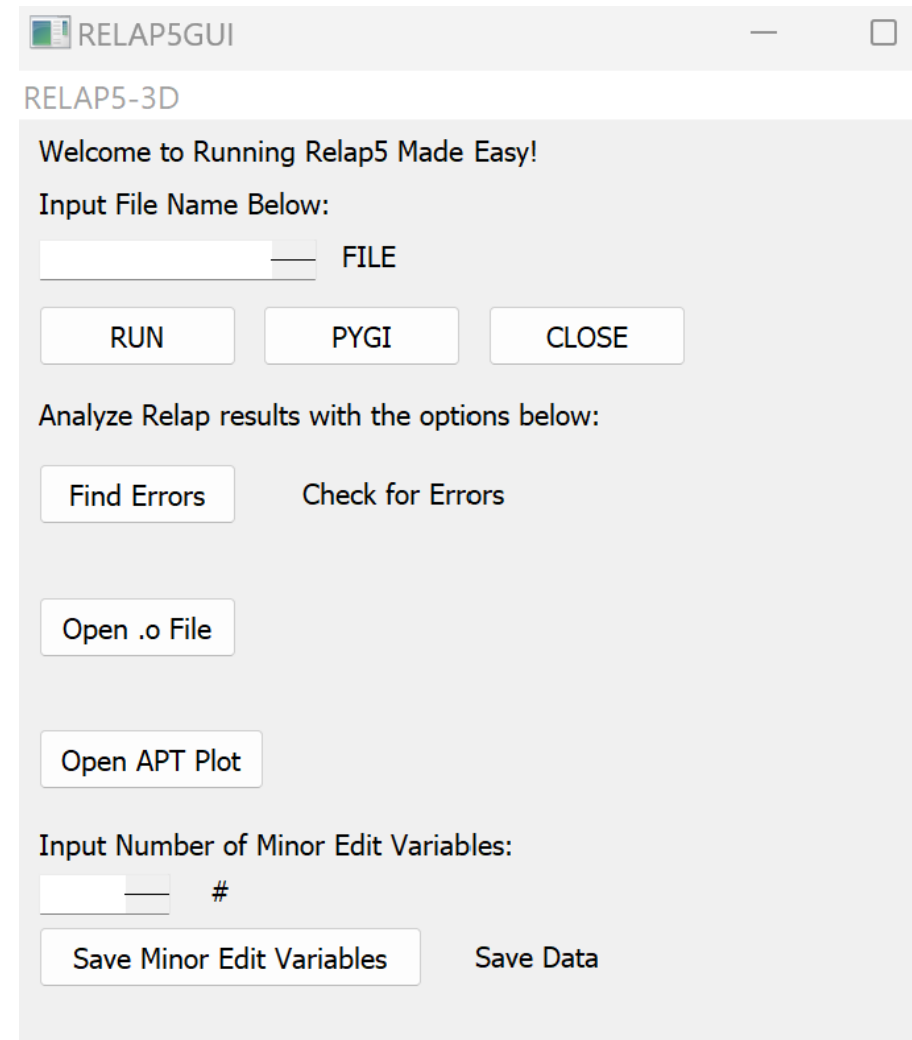 RELAP5GUI
RELAP5-3D
Welcome to Running Relap5 Made Easy!
Input File Name Below:
FILE
RUN PYGI CLOSE
Analyze Relap results with the options below:
Find Errors Check for Errors
Open .o File
Open APT Plot
Input Number of Minor Edit Variables:
#
Save Minor Edit Variables Save Data